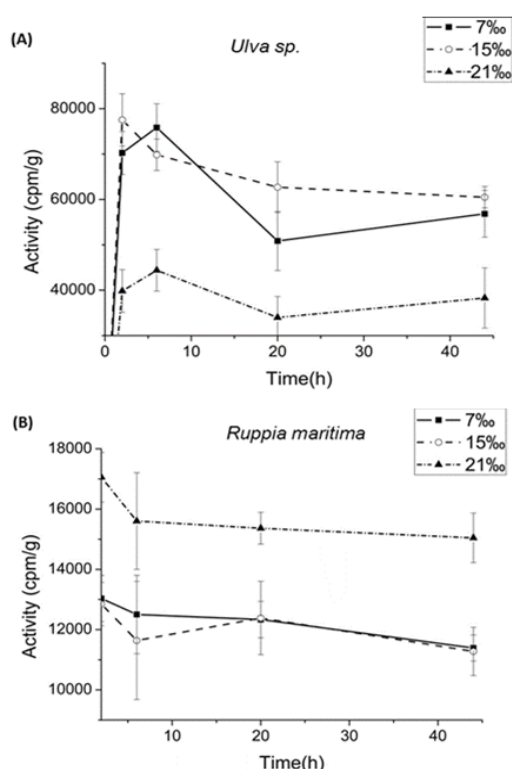 (A)
Ulva sp.
7‰
15‰
21‰
80000
60000
40000
Activity (cpm/g)
0
10
20
30
40
Time(h)
(B)
Ruppia maritima
7‰
15‰
21‰
18000
16000
14000
12000
10000
Activity (cpm/g)
10
20
30
40
Time(h)